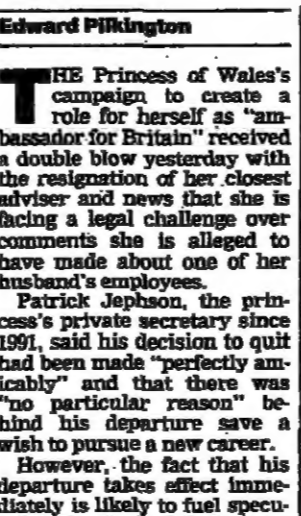 Edward Pilkington
THE Princess of Wales's
campaign to create a
role for herself as "am-
bassador for Britain" received
a double blow yesterday with
the resignation of her closest
adviser and news that she is
facing a legal challenge over
comments she is alleged to
have made about one of her
husband's employees.
Patrick Jephson, the prin-
cess's private secretary since
1991, said his decision to quit
had been made "perfectly am-
icably" and that there was
"no particular reason" be-
hind his departure save a
wish to pursue a new career.
However, the fact that his
departure takes effect imme-
diately is likely to fuel specu-